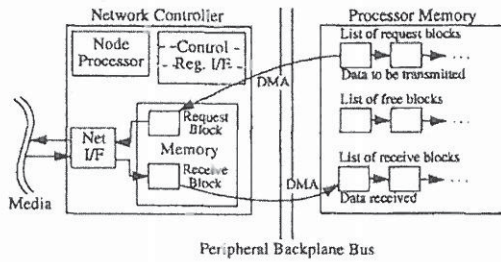 Network Controller
Processor Memory
Node
Processor
Control
Reg. I/F
List of request blocks
Data to be transmitted
DMA
List of free blocks
Request
Block
Memory
Net
I/F
Receive
Block
List of receive blocks
DMA
Data received
Media
Peripheral Backplane Bus